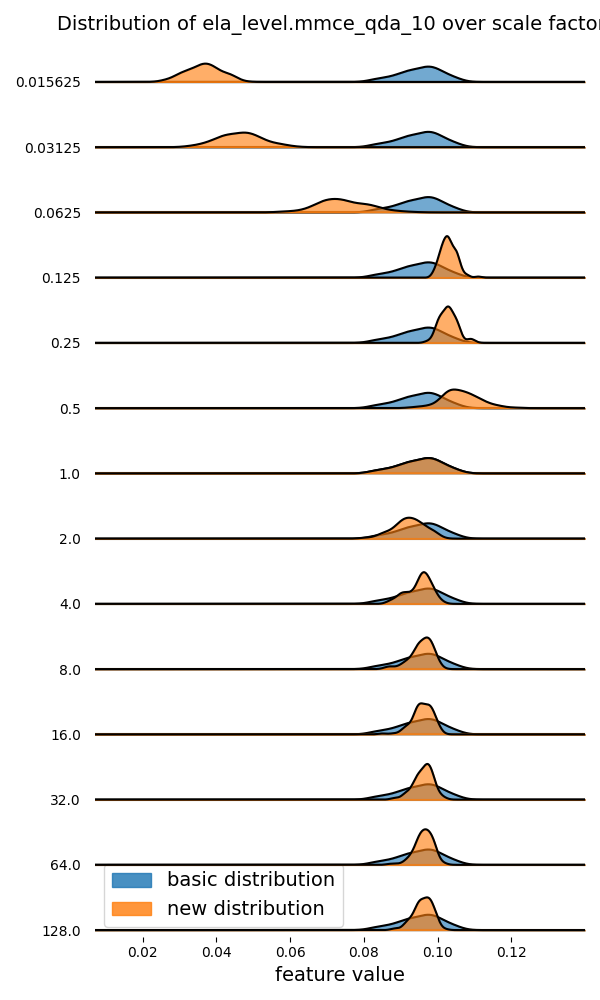 Distribution of ela_level.mmce_qda_10 over scale factor
0.015625
0.03125
0.0625
0.125
0.25
0.5
1.0
2.0
4.0
8.0
16.0
32.0
64.0
basic distribution
new distribution
128.0
0.02 0.04 0.06 0.08 0.10 0.12
feature value